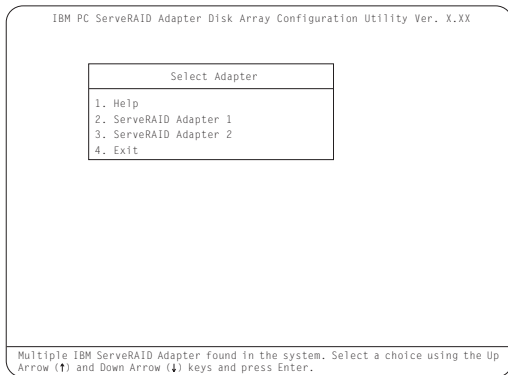 IBM PC ServeRAID Adapter Disk Array Configuration Utility Ver. X.XX
Select Adapter
1. Help
2. ServeRAID Adapter 1
3. ServeRAID Adapter 2
4. Exit
Multiple IBM ServeRAID Adapter found in the system. Select a choice using the Up
Arrow (↑) and Down Arrow (↓) keys and press Enter.